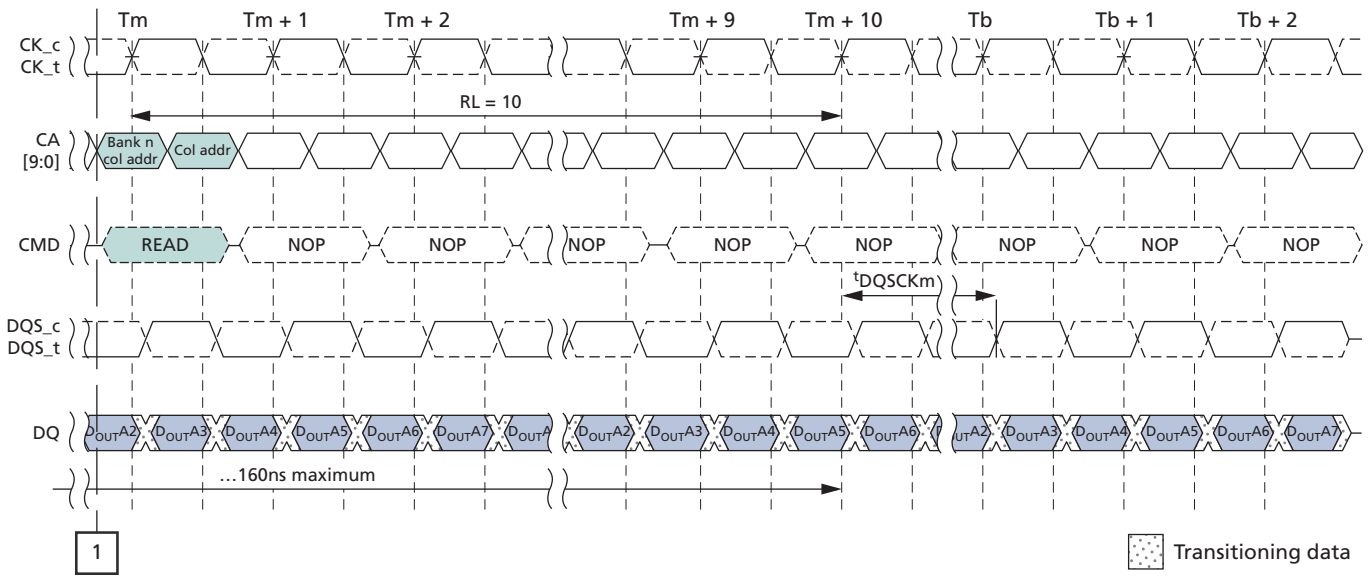 Tm Tm + 1 Tm + 2 Tm + 9 Tm + 10 Tb Tb + 1 Tb + 2
CK_c
CK_t
RL = 10
CA
[9:0]
Bank n
col addr
Col addr
CMD READ NOP NOP NOP NOP NOP NOP NOP NOP
tDQSCKm
DQS_c
DQS_t
DQ DOUTA2 DOUTA3 DOUTA4 DOUTA5 DOUTA6 DOUTA7 DOUTA DOUTA2 DOUTA3 DOUTA4 DOUTA5 DOUTA6 UTA2 DOUTA3 DOUTA4 DOUTA5 DOUTA6 DOUTA7
…160ns maximum
1
Transitioning data